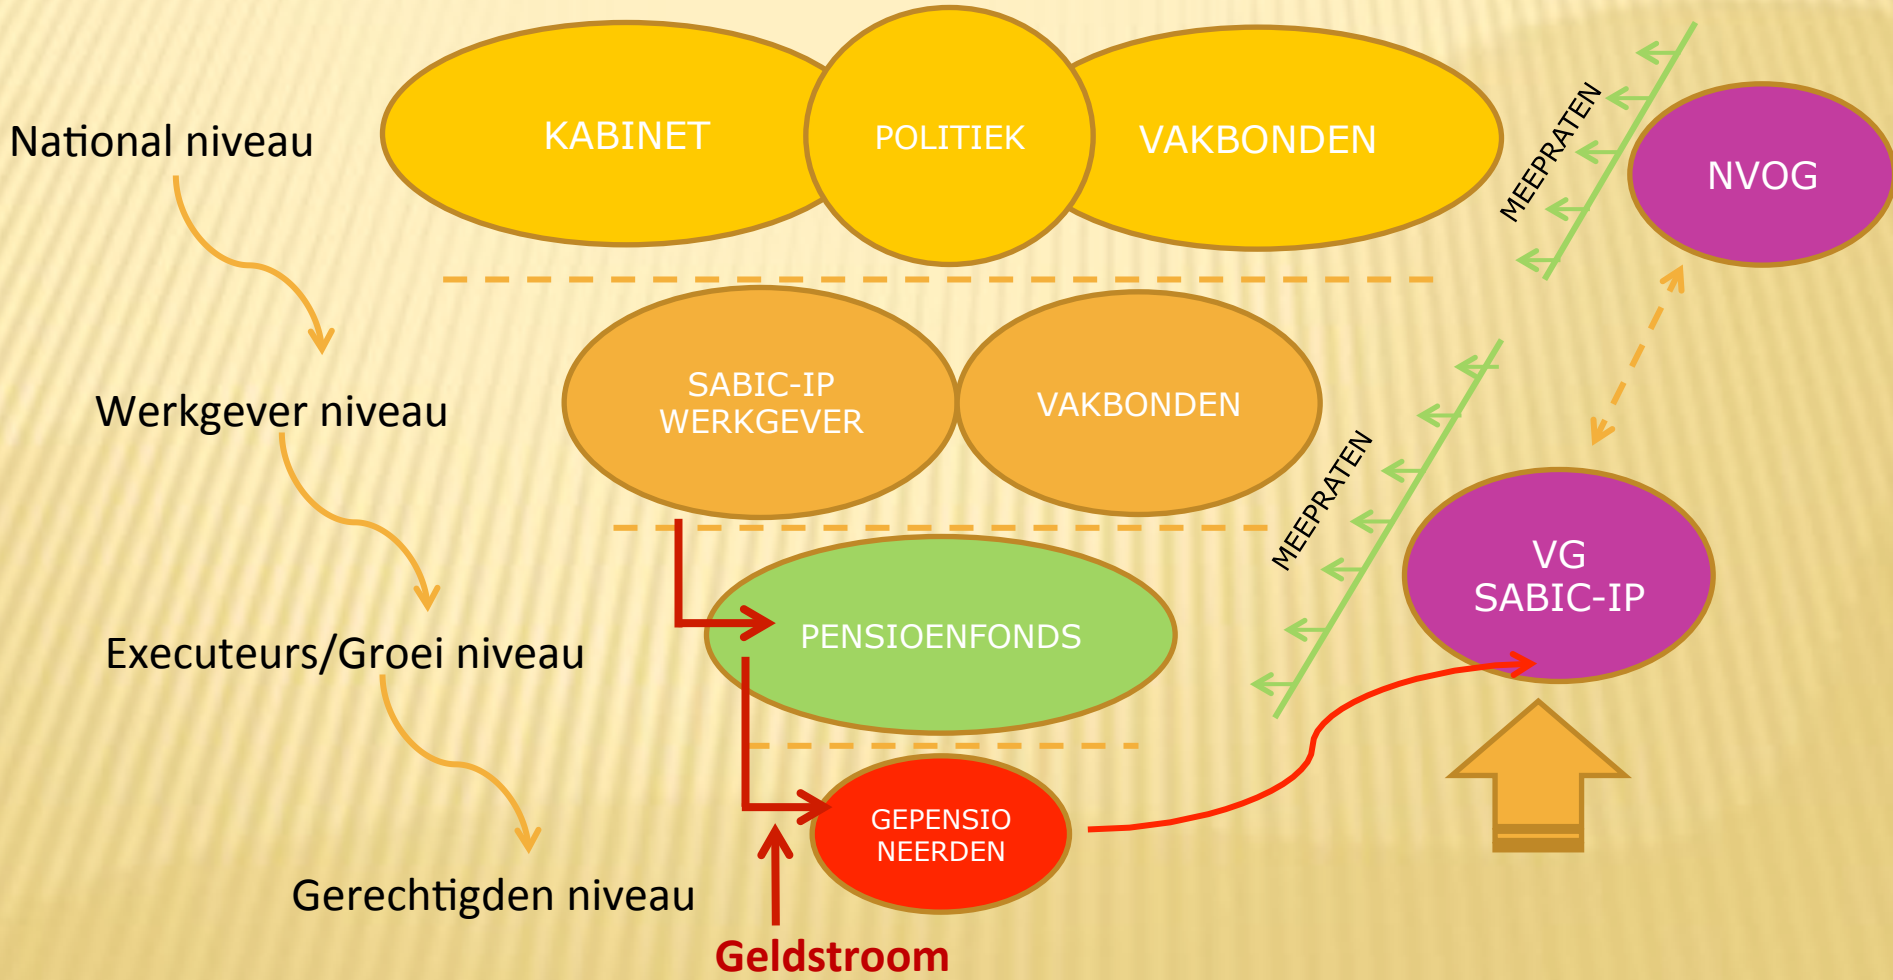 National niveau
KABINET
POLITIEK
VAKBONDEN
MEEPRATEN
NVOG
Werkgever niveau
SABIC-IP
WERKGEVER
VAKBONDEN
MEEPRATEN
VG
SABIC-IP
Executeurs/Groei niveau
PENSIOENFONDS
Gerechtigden niveau
GEPENSIO
NEERDEN
Geldstroom